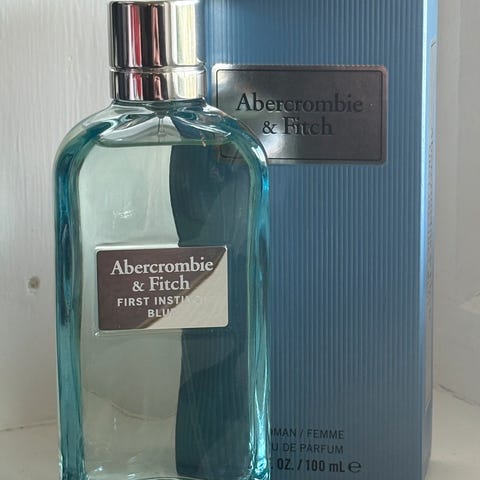 Abercrombie
& Fitch
Abercrombie
& Fitch
FIRST INSTINCT
BLUE
WOMAN / FEMME
EAU DE PARFUM
OZ. / 100 mL e